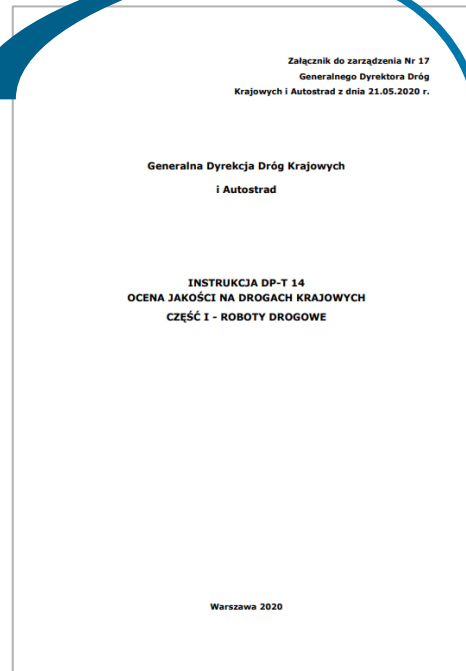 Załącznik do zarządzenia Nr 17
Generalnego Dyrektora Dróg
Krajowych i Autostrad z dnia 21.05.2020 r.
Generalna Dyrekcja Dróg Krajowych
i Autostrad
INSTRUKCJA DP-T 14
OCENA JAKOŚCI NA DROGACH KRAJOWYCH
CZĘŚĆ I - ROBOTY DROGOWE
Warszawa 2020